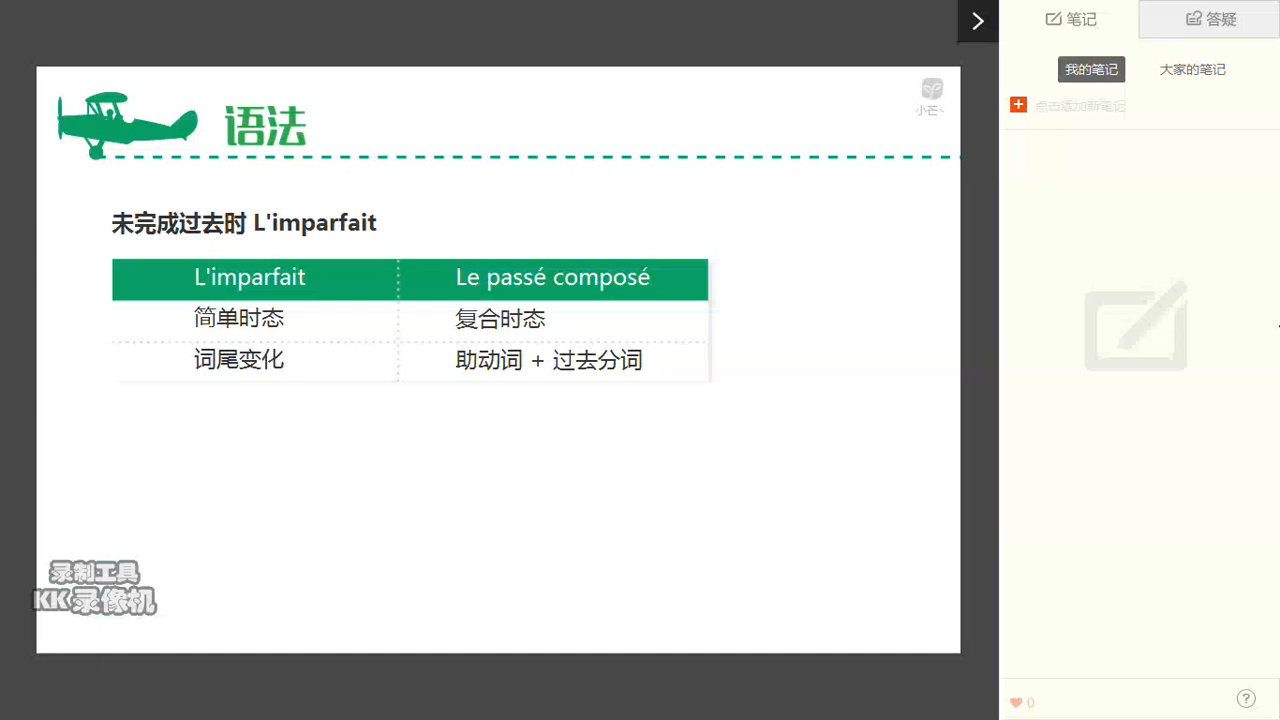 笔记
答疑
我的笔记
大家的笔记
点击添加新笔记
语法
小芒丶
未完成过去时 L'imparfait
L'imparfait
Le passé composé
简单时态
复合时态
词尾变化
助动词 + 过去分词
录制工具
KK录像机
0
?